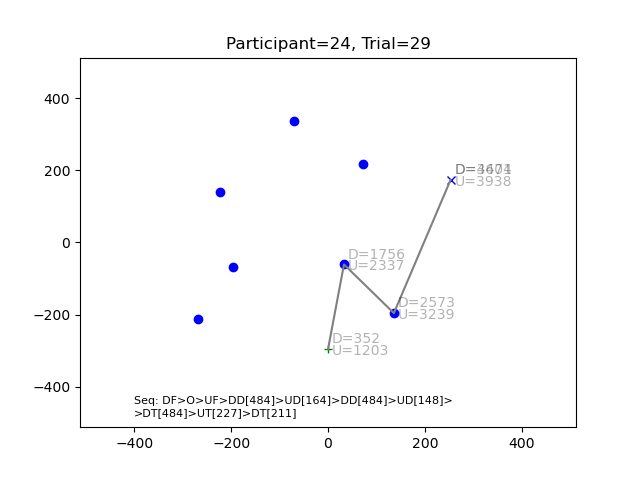 Participant=24, Trial=29
400
200
0
−200
−400
−400
−200
0
200
400
U=3938
D=1756
U=2337
D=2573
U=3239
D=352
U=1203
Seq: DF>O>UF>DD[484]>UD[164]>DD[484]>UD[148]>
>DT[484]>UT[227]>DT[211]